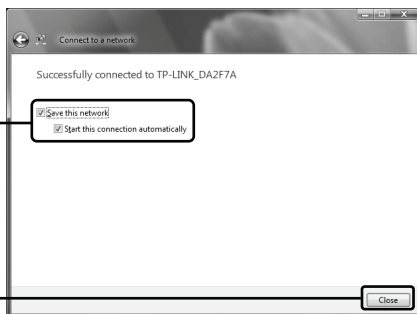 Connect to a network
Successfully connected to TP-LINK_DA2F7A
Save this network
Start this connection automatically
Close